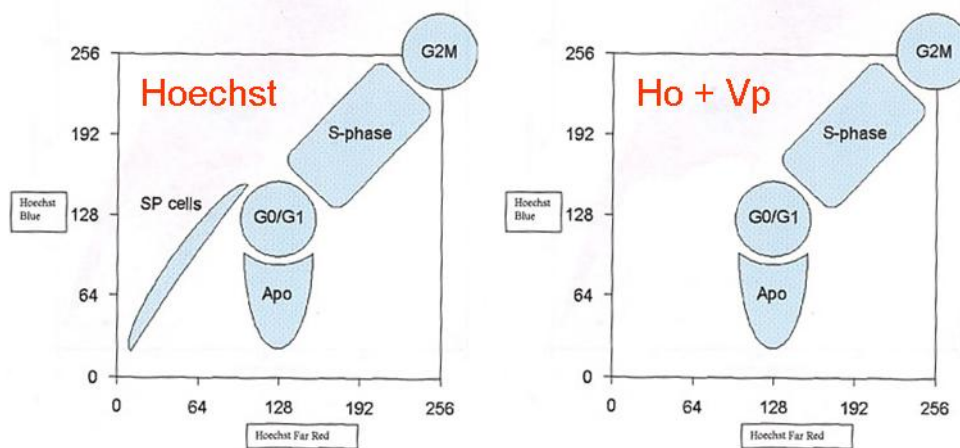 Hoechst
256
192
128
64
0
Hoechst
Blue
G2M
S-phase
SP cells
G0/G1
Apo
0 64 128 192 256
Hoechst Far Red
Ho + Vp
256
192
128
64
0
Hoechst
Blue
G2M
S-phase
G0/G1
Apo
0 64 128 192 256
Hoechst Far Red